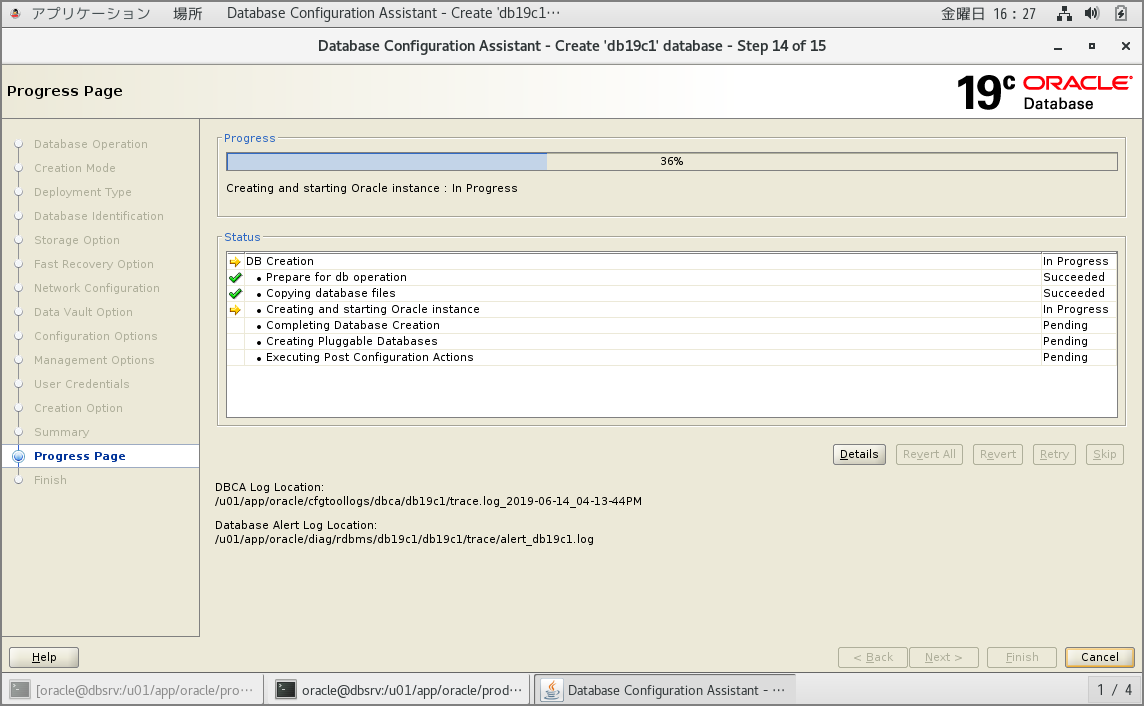 アプリケーション 場所 Database Configuration Assistant - Create 'db19c1'… 金曜日 16：27
Database Configuration Assistant - Create 'db19c1' database - Step 14 of 15
Progress Page
19c ORACLE Database
Database Operation
Creation Mode
Deployment Type
Database Identification
Storage Option
Fast Recovery Option
Network Configuration
Data Vault Option
Configuration Options
Management Options
User Credentials
Creation Option
Summary
Progress Page
Finish
Progress
36%
Creating and starting Oracle instance : In Progress
Status
DB Creation In Progress
• Prepare for db operation Succeeded
• Copying database files Succeeded
• Creating and starting Oracle instance In Progress
• Completing Database Creation Pending
• Creating Pluggable Databases Pending
• Executing Post Configuration Actions Pending
Details Revert All Revert Retry Skip
DBCA Log Location:
/u01/app/oracle/cfgtoollogs/dbca/db19c1/trace.log_2019-06-14_04-13-44PM
Database Alert Log Location:
/u01/app/oracle/diag/rdbms/db19c1/db19c1/trace/alert_db19c1.log
Help < Back Next > Finish Cancel
[oracle@dbsrv:/u01/app/oracle/pro… oracle@dbsrv:/u01/app/oracle/prod… Database Configuration Assistant - … 1 / 4